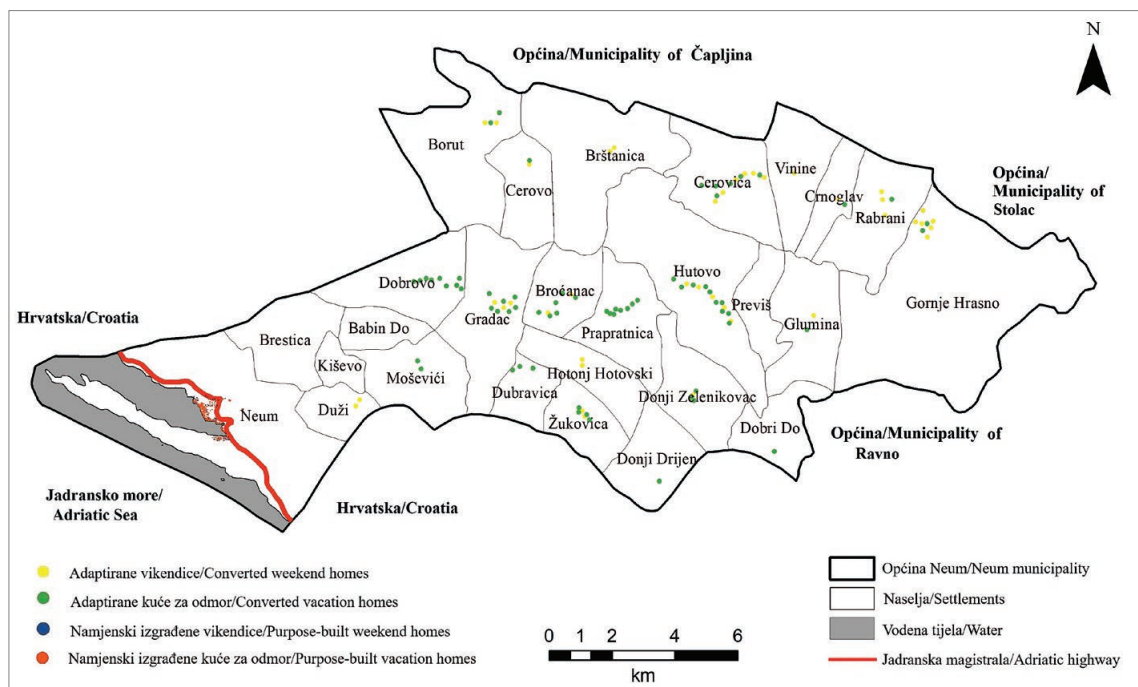 N
Općina/Municipality of Čapljina
Borut
Brštanica
Cerovo
Cerovica
Vinine
Crnoglav
Rabrani
Općina/
Municipality of
Stolac
Dobrovo
Gradac
Broćanac
Prapratnica
Hutovo
Previš
Glumina
Gornje Hrasno
Hrvatska/Croatia
Brestica
Babin Do
Kiševo
Moševići
Duži
Neum
Dubravica
Hotonj Hotovski
Žukovica
Donji Zelenikovac
Donji Drijen
Dobri Do
Općina/Municipality of
Ravno
Jadransko more/
Adriatic Sea
Hrvatska/Croatia
Adaptirane vikendice/Converted weekend homes
Adaptirane kuće za odmor/Converted vacation homes
Namjenski izgrađene vikendice/Purpose-built weekend homes
Namjenski izgrađene kuće za odmor/Purpose-built vacation homes
0 1 2 4 6
km
Općina Neum/Neum municipality
Naselja/Settlements
Vodena tijela/Water
Jadranska magistrala/Adriatic highway